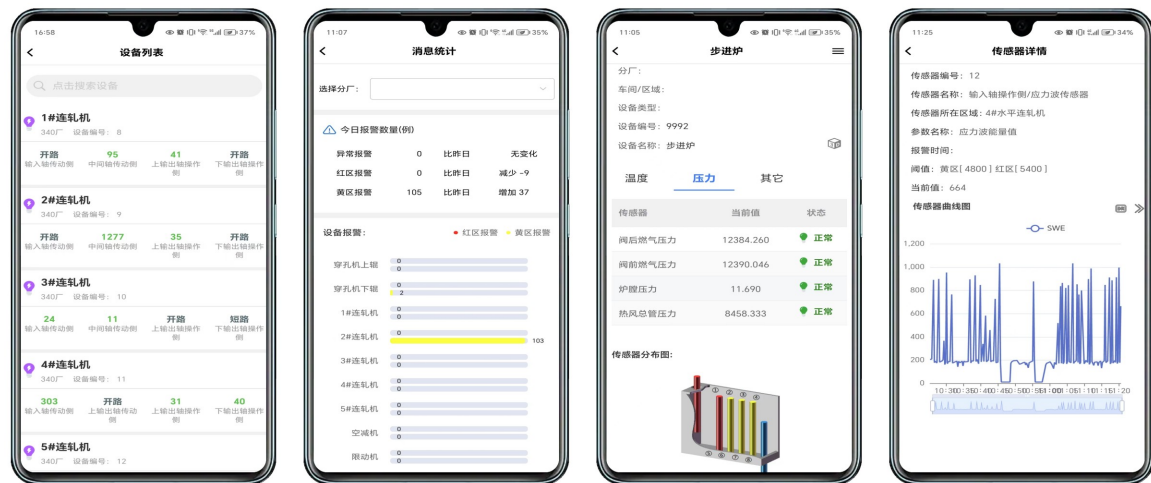 16:58
37%
设备列表
点击搜索设备
1#连轧机
340厂 设备编号： 8
开路 95 41 开路
输入轴传动侧 中间轴传动侧 上输出轴操作侧 下输出轴操作侧
2#连轧机
340厂 设备编号： 9
开路 1277 35 开路
输入轴传动侧 中间轴传动侧 上输出轴操作侧 下输出轴操作侧
3#连轧机
340厂 设备编号： 10
24 11 开路 短路
输入轴传动侧 中间轴传动侧 上输出轴操作侧 下输出轴操作侧
4#连轧机
340厂 设备编号： 11
303 开路 31 40
输入轴传动侧 上输出轴传动侧 上输出轴操作侧 下输出轴操作侧
5#连轧机
340厂 设备编号： 12
11:07
35%
消息统计
选择分厂：
今日报警数量(例)
异常报警 0 比昨日 无变化
红区报警 0 比昨日 减少 -9
黄区报警 105 比昨日 增加 37
设备报警： 红区报警 黄区报警
穿孔机上辊 0 0
穿孔机下辊 0 2
1#连轧机 0 0
2#连轧机 0 103
3#连轧机 0 0
4#连轧机 0 0
5#连轧机 0 0
空减机 0 0
限动机 0 0
11:05
35%
步进炉
分厂：
车间/区域：
设备类型：
设备编号： 9992
设备名称： 步进炉
温度 压力 其它
传感器 当前值 状态
阀后燃气压力 12384.260 正常
阀前燃气压力 12390.046 正常
炉膛压力 11.690 正常
热风总管压力 8458.333 正常
传感器分布图：
① ② ③ ④
⑤ ⑥ ⑦ ⑧
11:25
34%
传感器详情
传感器编号： 12
传感器名称： 输入轴操作侧/应力波传感器
传感器所在区域： 4#水平连轧机
参数名称： 应力波能量值
报警时间：
阈值： 黄区[ 4800 ] 红区[ 5400 ]
当前值： 664
传感器曲线图
SWE
1,200
1,000
800
600
400
200
0